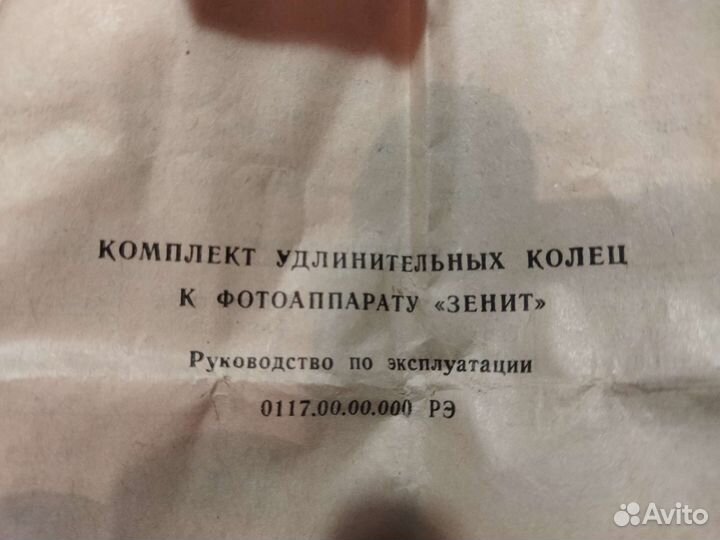 КОМПЛЕКТ УДЛИНИТЕЛЬНЫХ КОЛЕЦ
К ФОТОАППАРАТУ «ЗЕНИТ»
Руководство по эксплуатации
0117.00.00.000 РЭ
Avito